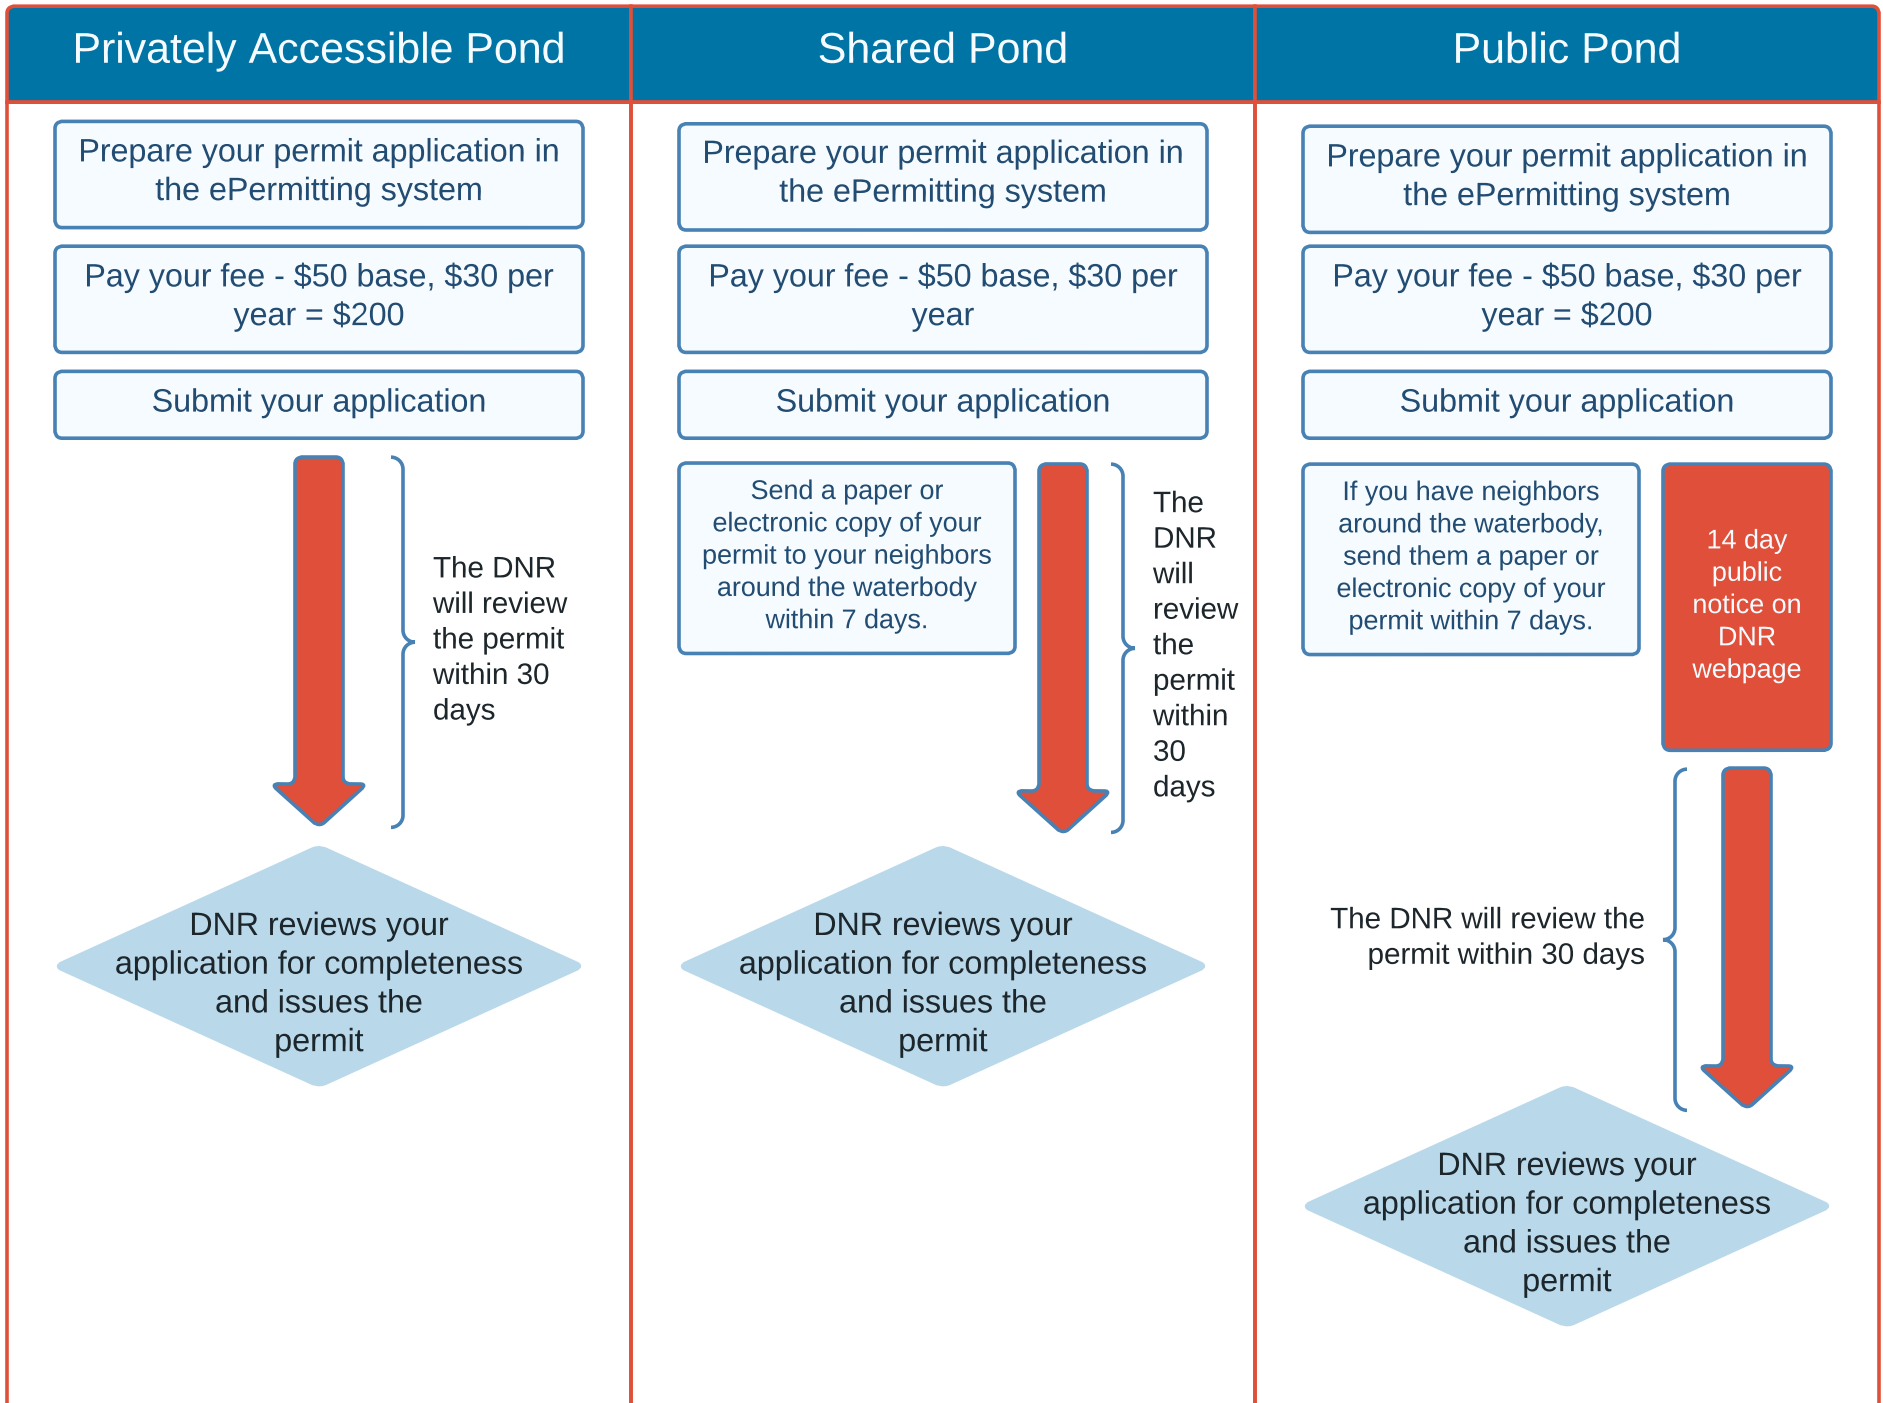 Privately Accessible Pond
Prepare your permit application in
the ePermitting system
Pay your fee - $50 base, $30 per
year = $200
Submit your application
The DNR
will review
the permit
within 30
days
DNR reviews your
application for completeness
and issues the
permit
Shared Pond
Prepare your permit application in
the ePermitting system
Pay your fee - $50 base, $30 per
year
Submit your application
Send a paper or
electronic copy of your
permit to your neighbors
around the waterbody
within 7 days.
The
DNR
will
review
the
permit
within
30
days
DNR reviews your
application for completeness
and issues the
permit
Public Pond
Prepare your permit application in
the ePermitting system
Pay your fee - $50 base, $30 per
year = $200
Submit your application
If you have neighbors
around the waterbody,
send them a paper or
electronic copy of your
permit within 7 days.
14 day
public
notice on
DNR
webpage
The DNR will review the
permit within 30 days
DNR reviews your
application for completeness
and issues the
permit